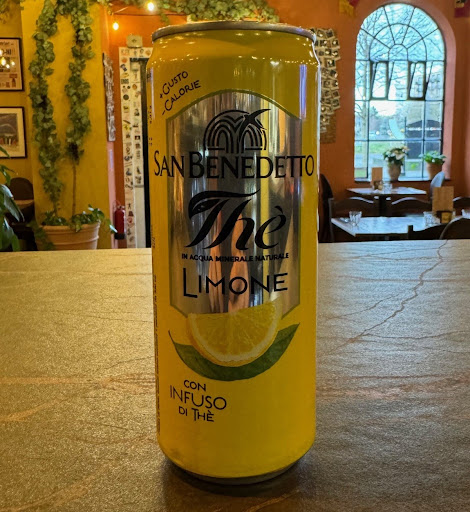 +GUSTO
-CALORIE
SAN BENEDETTO
Thè
IN ACQUA MINERALE NATURALE
LIMONE
CON
INFUSO
DI THÈ